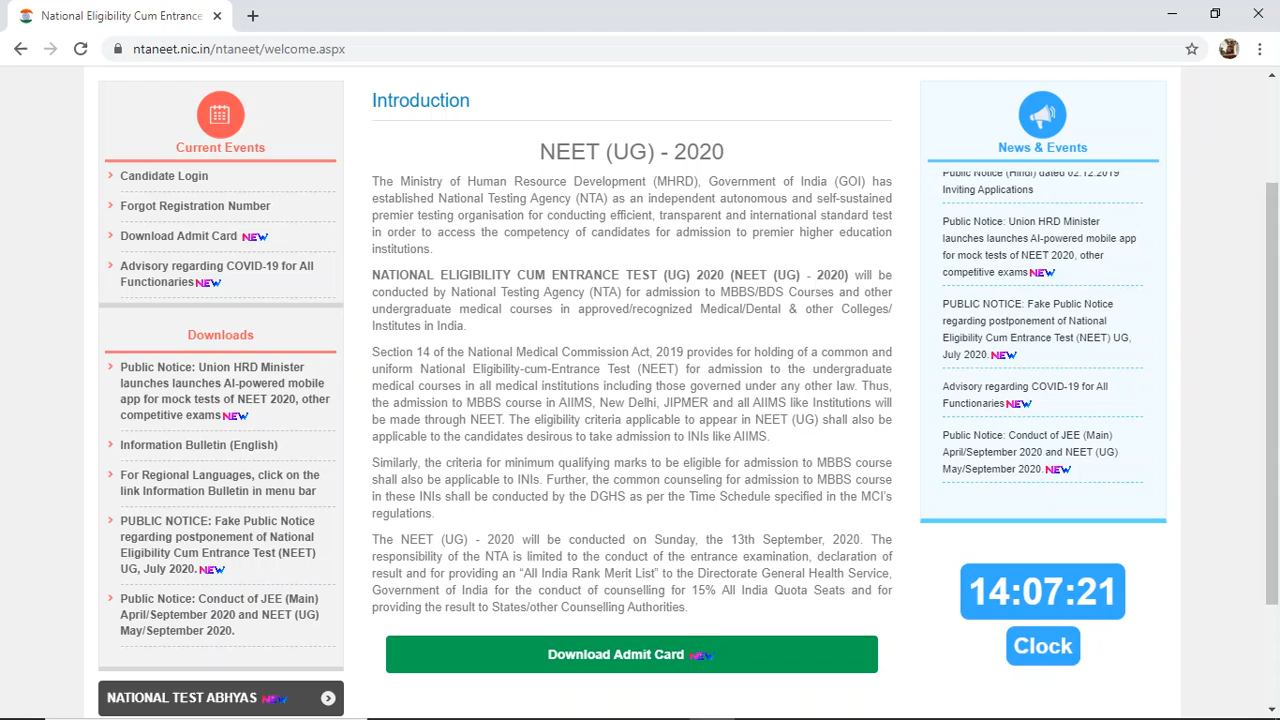 National Eligibility Cum Entrance
ntaneet.nic.in/ntaneet/welcome.aspx
Current Events
Candidate Login
Forgot Registration Number
Download Admit Card NEW
Advisory regarding COVID-19 for All
Functionaries NEW
Downloads
Public Notice: Union HRD Minister
launches launches AI-powered mobile
app for mock tests of NEET 2020, other
competitive exams NEW
Information Bulletin (English)
For Regional Languages, click on the
link Information Bulletin in menu bar
PUBLIC NOTICE: Fake Public Notice
regarding postponement of National
Eligibility Cum Entrance Test (NEET)
UG, July 2020. NEW
Public Notice: Conduct of JEE (Main)
April/September 2020 and NEET (UG)
May/September 2020.
NATIONAL TEST ABHYAS NEW
Introduction
NEET (UG) - 2020
The Ministry of Human Resource Development (MHRD), Government of India (GOI) has
established National Testing Agency (NTA) as an independent autonomous and self-sustained
premier testing organisation for conducting efficient, transparent and international standard test
in order to access the competency of candidates for admission to premier higher education
institutions.
NATIONAL ELIGIBILITY CUM ENTRANCE TEST (UG) 2020 (NEET (UG) - 2020) will be
conducted by National Testing Agency (NTA) for admission to MBBS/BDS Courses and other
undergraduate medical courses in approved/recognized Medical/Dental & other Colleges/
Institutes in India.
Section 14 of the National Medical Commission Act, 2019 provides for holding of a common and
uniform National Eligibility-cum-Entrance Test (NEET) for admission to the undergraduate
medical courses in all medical institutions including those governed under any other law. Thus,
the admission to MBBS course in AIIMS, New Delhi, JIPMER and all AIIMS like Institutions will
be made through NEET. The eligibility criteria applicable to appear in NEET (UG) shall also be
applicable to the candidates desirous to take admission to INIs like AIIMS.
Similarly, the criteria for minimum qualifying marks to be eligible for admission to MBBS course
shall also be applicable to INIs. Further, the common counseling for admission to MBBS course
in these INIs shall be conducted by the DGHS as per the Time Schedule specified in the MCI's
regulations.
The NEET (UG) - 2020 will be conducted on Sunday, the 13th September, 2020. The
responsibility of the NTA is limited to the conduct of the entrance examination, declaration of
result and for providing an “All India Rank Merit List” to the Directorate General Health Service,
Government of India for the conduct of counselling for 15% All India Quota Seats and for
providing the result to States/other Counselling Authorities.
Download Admit Card NEW
News & Events
Public Notice (Hindi) dated 02.12.2019
Inviting Applications
Public Notice: Union HRD Minister
launches launches AI-powered mobile app
for mock tests of NEET 2020, other
competitive exams NEW
PUBLIC NOTICE: Fake Public Notice
regarding postponement of National
Eligibility Cum Entrance Test (NEET) UG,
July 2020. NEW
Advisory regarding COVID-19 for All
Functionaries NEW
Public Notice: Conduct of JEE (Main)
April/September 2020 and NEET (UG)
May/September 2020. NEW
14:07:21
Clock